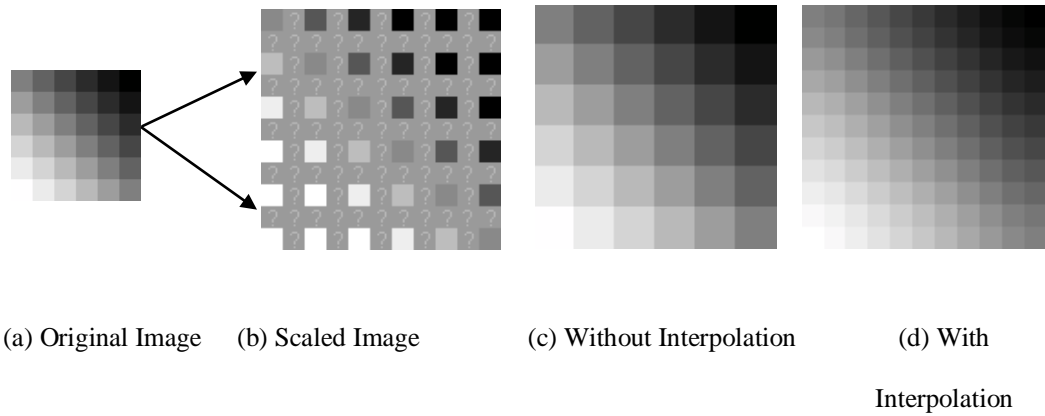 (a) Original Image (b) Scaled Image (c) Without Interpolation (d) With
Interpolation